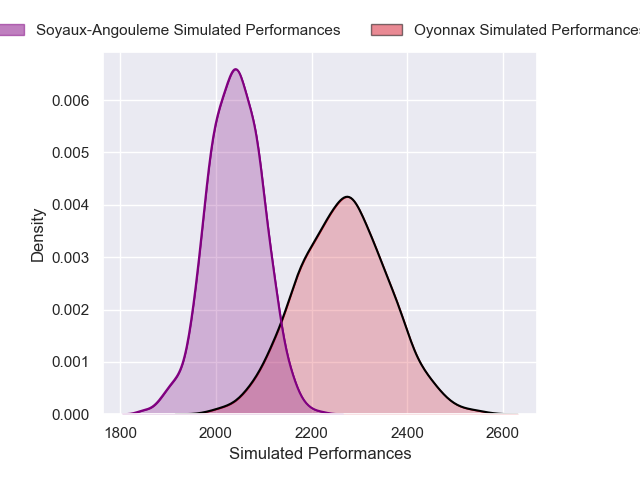 Soyaux-Angouleme Simulated Performances
Oyonnax Simulated Performances
0.006
0.005
0.004
0.003
0.002
0.001
0.000
Density
1800 2000 2200 2400 2600
Simulated Performances